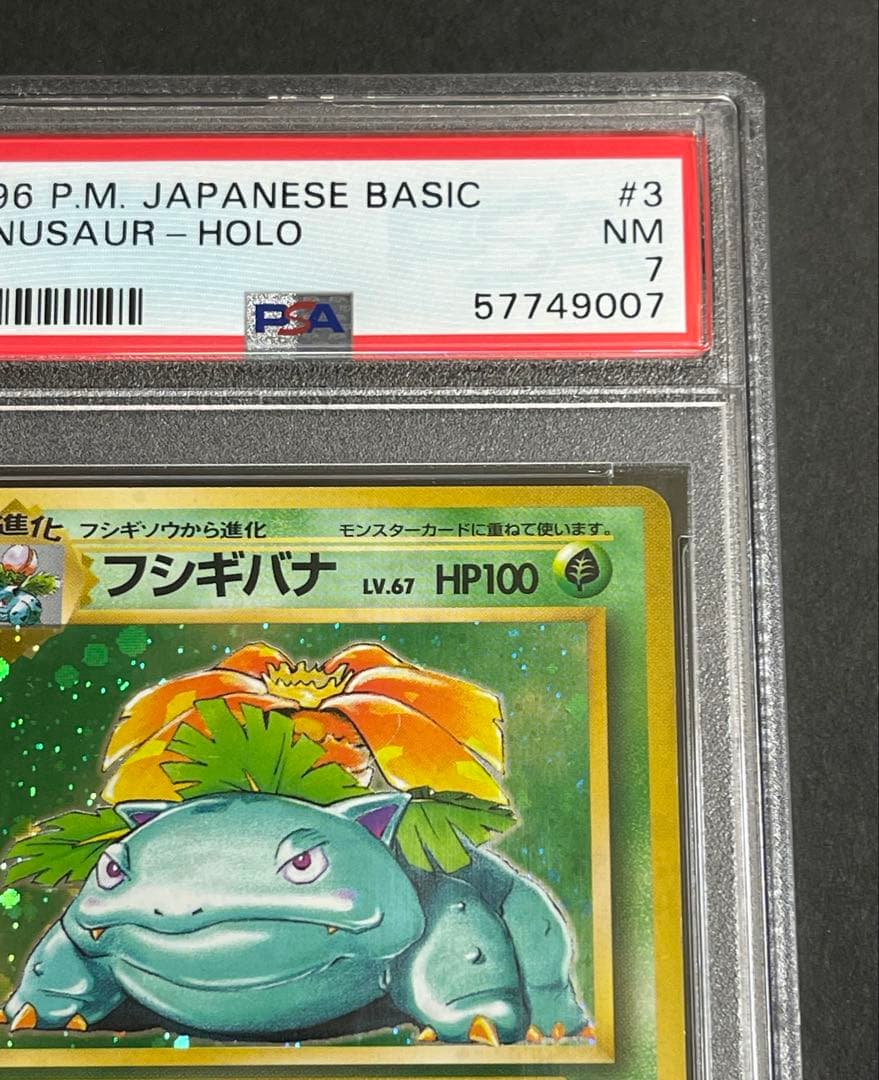 96 P.M. JAPANESE BASIC #3
NUSAUR – HOLO NM
7
PSA 57749007
進化 フシギソウから進化 モンスターカードに重ねて使います。
フシギバナ LV.67 HP100